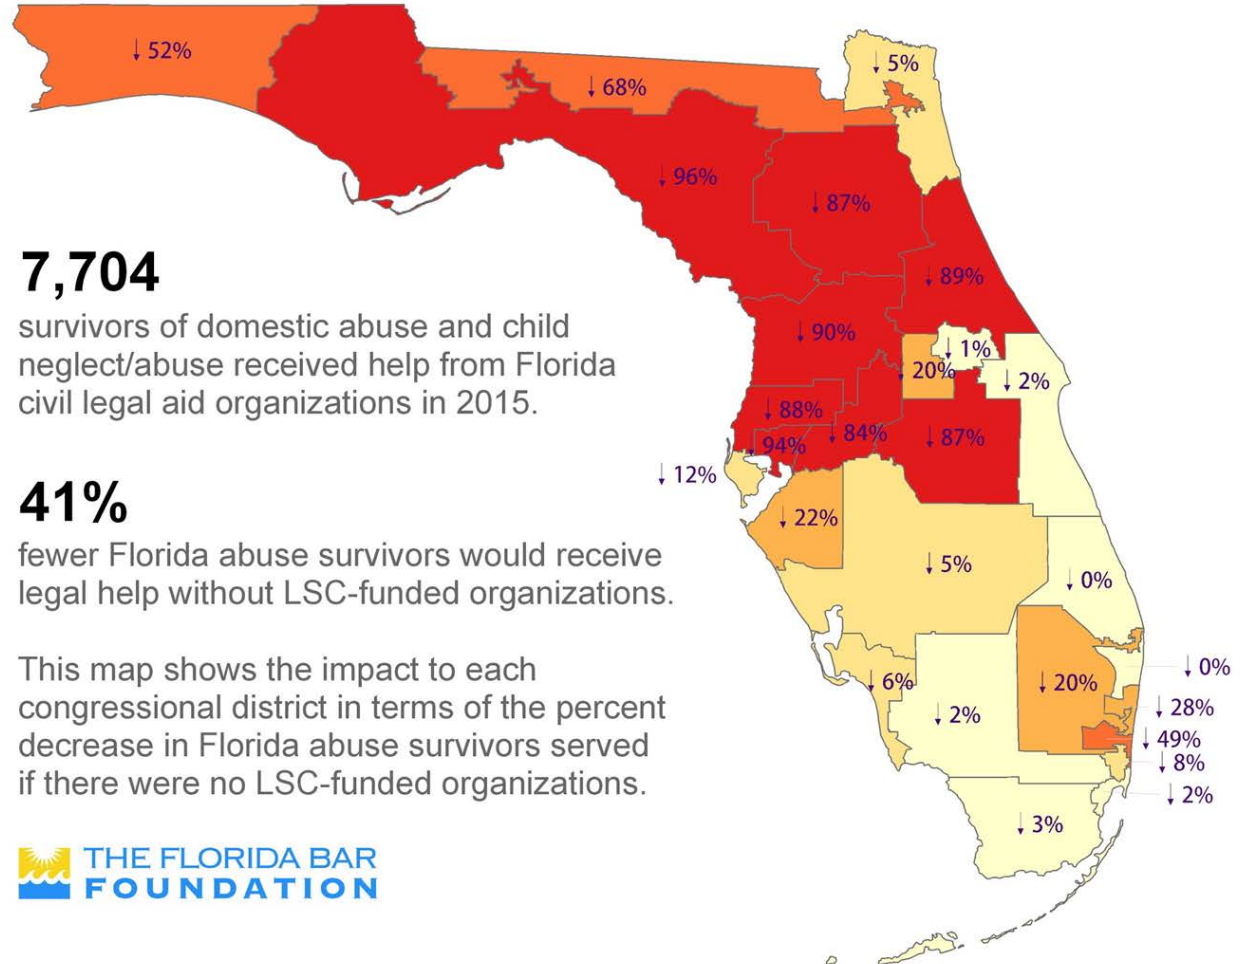 ↓ 52%
↓ 68%
↓ 5%
↓ 96%
↓ 87%
↓ 89%
↓ 90%
↓ 1%
↓ 20%
↓ 2%
↓ 88%
↓ 84%
↓ 87%
↓ 94%
↓ 12%
↓ 22%
↓ 5%
↓ 0%
↓ 0%
↓ 6%
↓ 20%
↓ 28%
↓ 2%
↓ 49%
↓ 8%
↓ 2%
↓ 3%
7,704
survivors of domestic abuse and child
neglect/abuse received help from Florida
civil legal aid organizations in 2015.
41%
fewer Florida abuse survivors would receive
legal help without LSC-funded organizations.
This map shows the impact to each
congressional district in terms of the percent
decrease in Florida abuse survivors served
if there were no LSC-funded organizations.
THE FLORIDA BAR
FOUNDATION